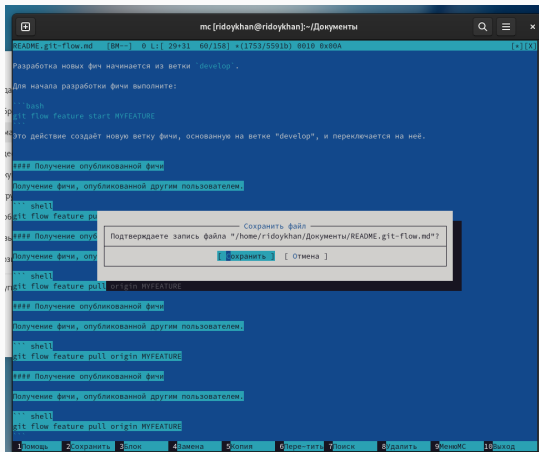 mc [ridoykhan@ridoykhan]:~/Документы
README.git-flow.md [BM--] 0 L:[ 29+31 60/158] *(1753/5591b) 0010 0x00A [*][X]
Разработка новых фич начинается из ветки `develop`.
Для начала разработки фичи выполните:
```bash
git flow feature start MYFEATURE
```
Это действие создаёт новую ветку фичи, основанную на ветке "develop", и переключается на неё.
#### Получение опубликованной фичи
Получение фичи, опубликованной другим пользователем.
``` shell
git flow feature pu
#### Получение опуб
Получение фичи, опу
``` shell
git flow feature pull origin MYFEATURE
Сохранить файл
Подтверждаете запись файла "/home/ridoykhan/Документы/README.git-flow.md"?
[ Сохранить ] [ Отмена ]
#### Получение опубликованной фичи
Получение фичи, опубликованной другим пользователем.
``` shell
git flow feature pull origin MYFEATURE
#### Получение опубликованной фичи
Получение фичи, опубликованной другим пользователем.
``` shell
git flow feature pull origin MYFEATURE
1Помощь 2Сохранить 3Блок 4Замена 5Копия 6Пере~тить 7Поиск 8Удалить 9МенюMC 10Выход